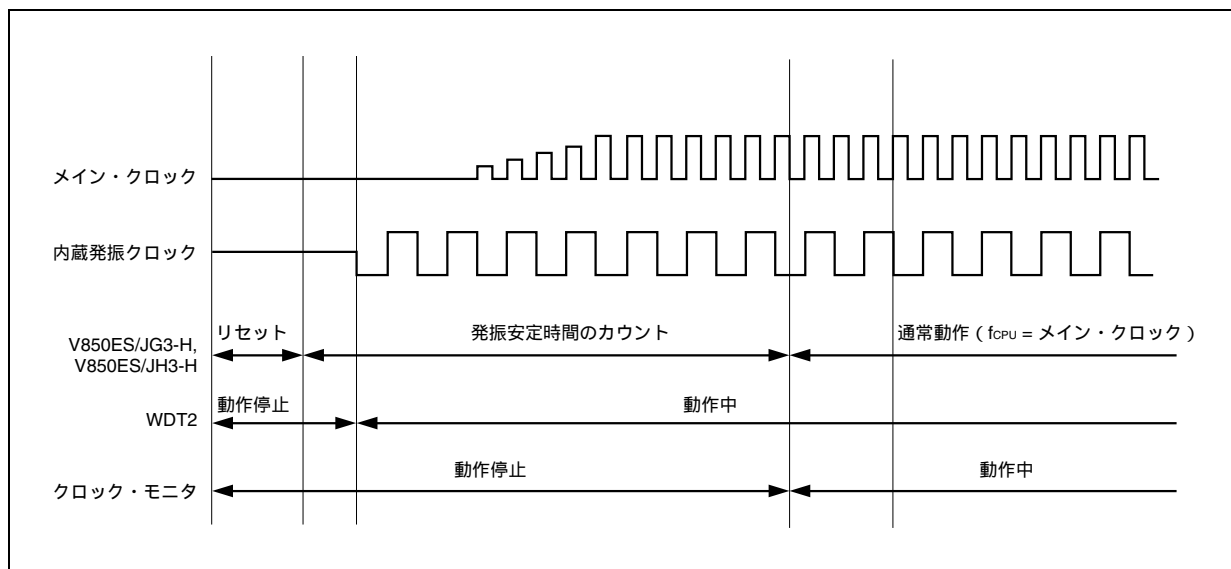 メイン・クロック
内蔵発振クロック
V850ES/JG3-H,
V850ES/JH3-H
リセット
発振安定時間のカウント
通常動作(fCPU = メイン・クロック)
WDT2
動作停止
動作中
クロック・モニタ
動作停止
動作中